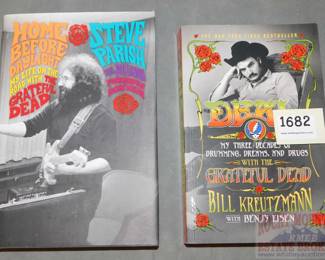 HOME
BEFORE
DAYLIGHT
MY LIFE ON THE
ROAD WITH THE
GRATEFUL
DEAD
STEVE
PARISH
THE NEW YORK TIMES BESTSELLER
DEAL
1682
MY THREE DECADES OF
DRUMMING, DREAMS, AND DRUGS
WITH THE
GRATEFUL DEAD
BILL KREUTZMANN
WITH BENJY EISEN